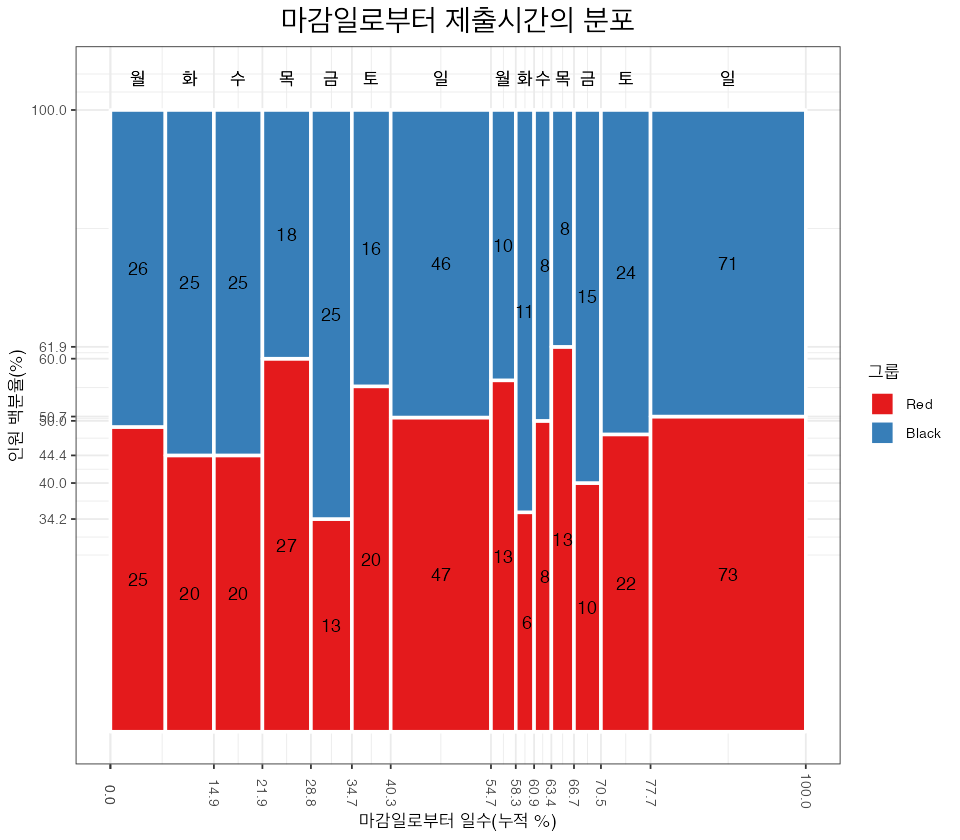 마감일로부터 제출시간의 분포
월 화 수 목 금 토 일 월 화 수 목 금 토 일
100.0
61.9
60.0
50.7
50.0
44.4
40.0
34.2
인원 백분율(%)
26 25 25 18 25 16 46 10 11 8 8 15 24 71
25 20 20 27 13 20 47 13 6 8 13 10 22 73
그룹
Red
Black
0.0 14.9 21.9 28.8 34.7 40.3 54.7 58.3 60.9 63.4 66.7 70.5 77.7 100.0
마감일로부터 일수(누적 %)